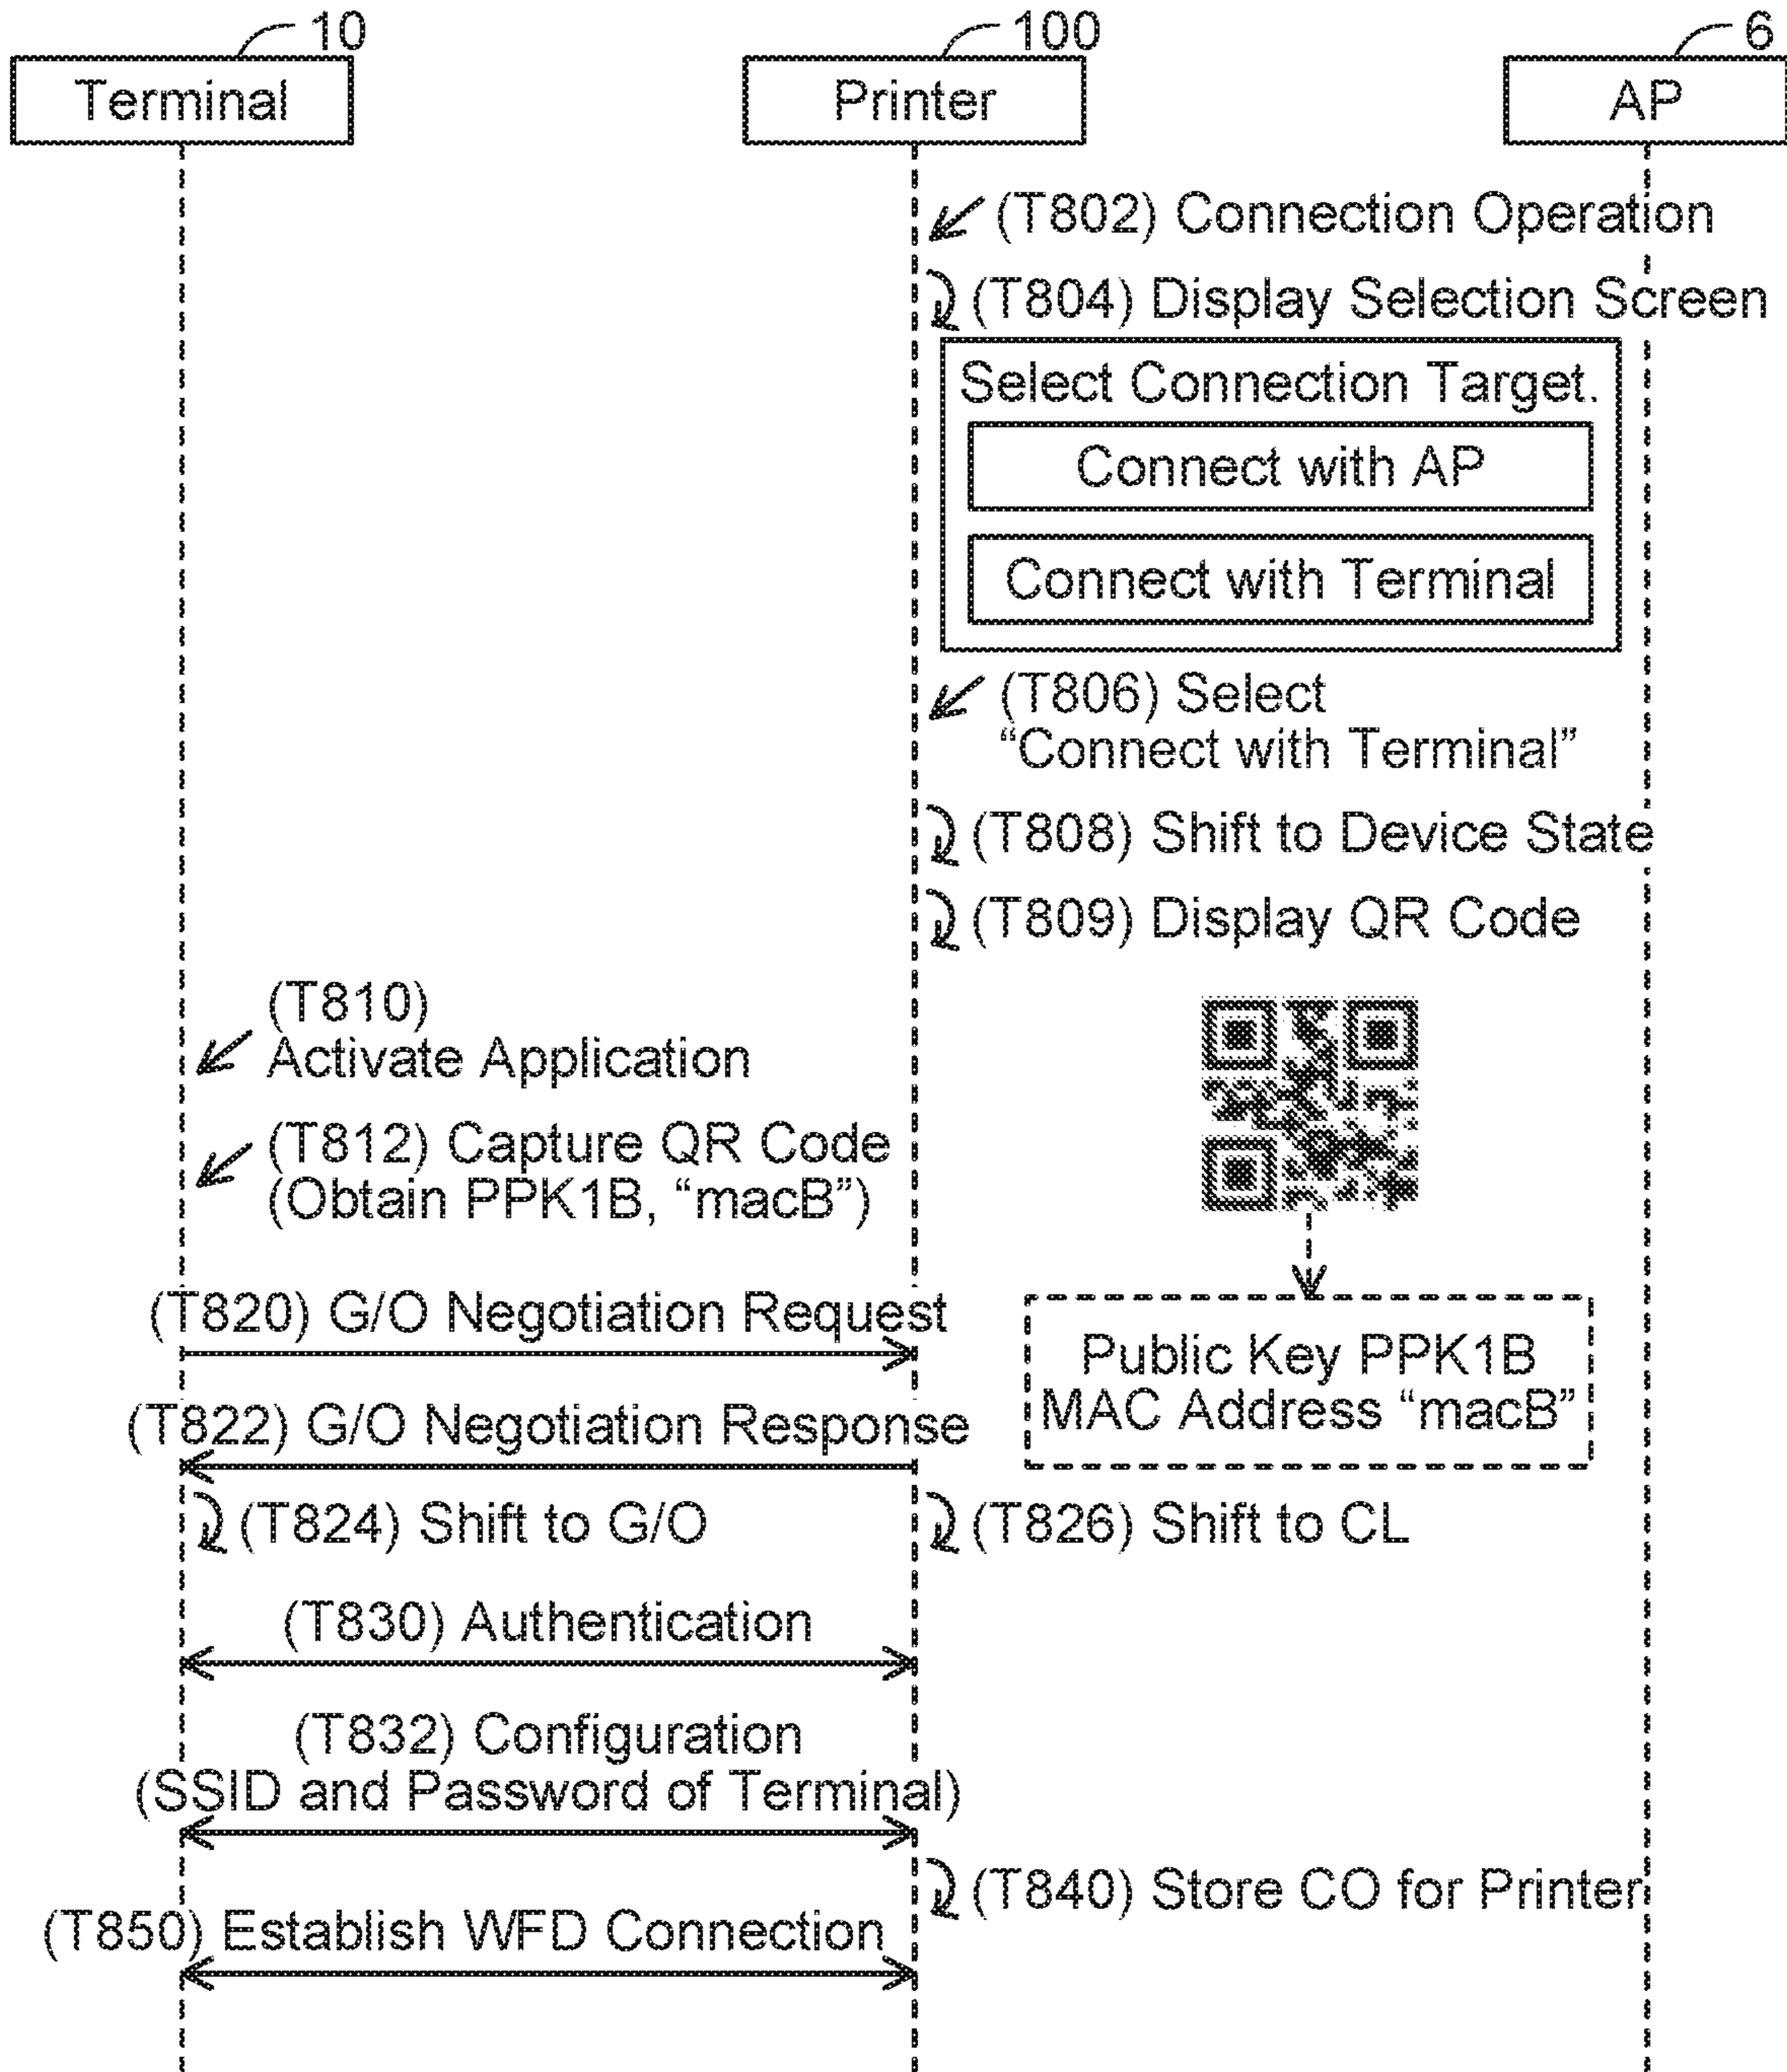 10
100
6
Terminal
Printer
AP
(T802) Connection Operation
(T804) Display Selection Screen
Select Connection Target.
Connect with AP
Connect with Terminal
(T806) Select
“Connect with Terminal”
(T808) Shift to Device State
(T809) Display QR Code
(T810)
Activate Application
(T812) Capture QR Code
(Obtain PPK1B, “macB”)
(T820) G/O Negotiation Request
Public Key PPK1B
MAC Address “macB”
(T822) G/O Negotiation Response
(T824) Shift to G/O
(T826) Shift to CL
(T830) Authentication
(T832) Configuration
(SSID and Password of Terminal)
(T840) Store CO for Printer
(T850) Establish WFD Connection